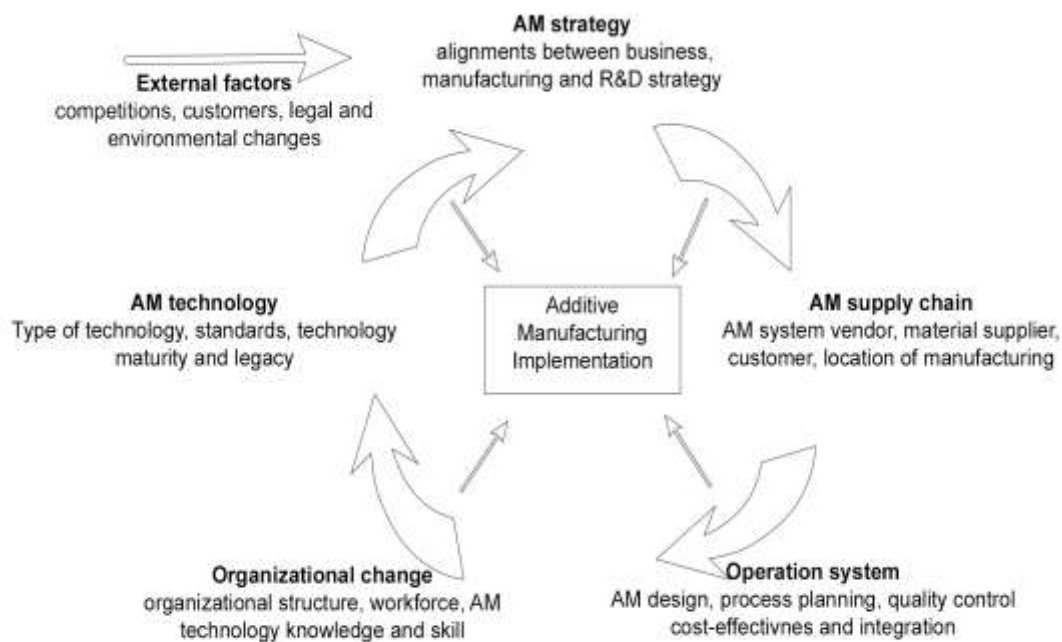 AM strategy
alignments between business,
manufacturing and R&D strategy
External factors
competitions, customers, legal and
environmental changes
AM technology
Type of technology, standards, technology
maturity and legacy
Additive
Manufacturing
Implementation
AM supply chain
AM system vendor, material supplier,
customer, location of manufacturing
Organizational change
organizational structure, workforce, AM
technology knowledge and skill
Operation system
AM design, process planning, quality control
cost-effectivnes and integration